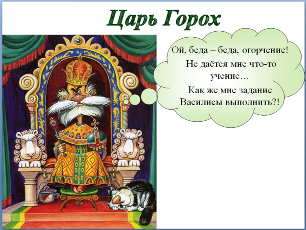 Царь Горох
Ой, беда – беда, огорчение!
Не даётся мне что-то
учение…
Как же мне задание
Василисы выполнить?!